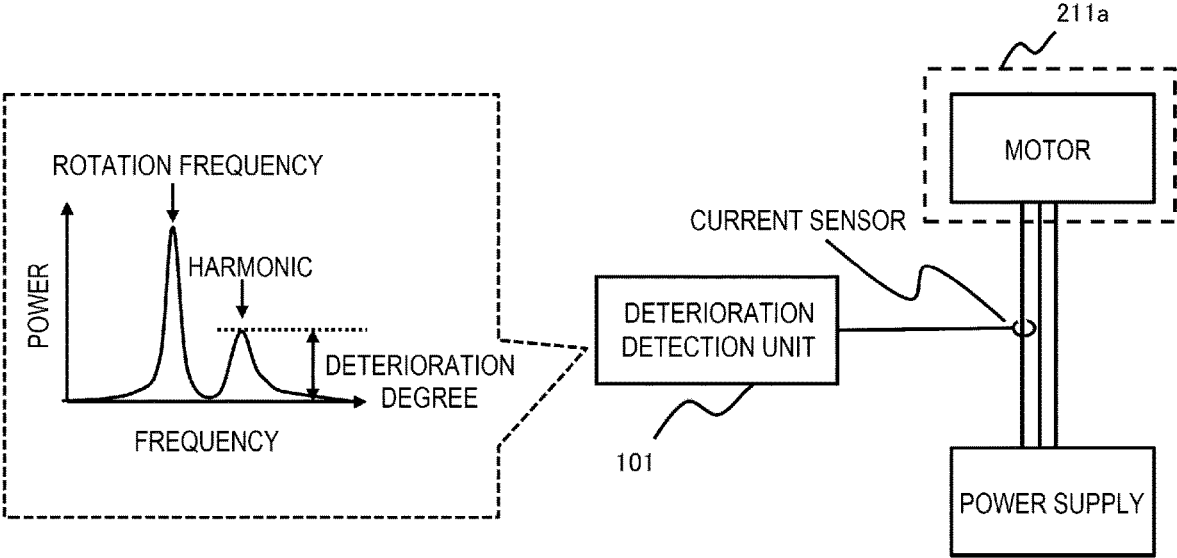 211a
MOTOR
ROTATION FREQUENCY
CURRENT SENSOR
HARMONIC
POWER
DETERIORATION
DETECTION UNIT
DETERIORATION
DEGREE
FREQUENCY
101
POWER SUPPLY